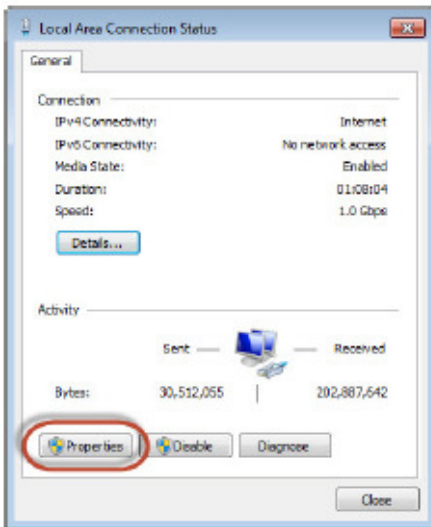 Local Area Connection Status
General
Connection
IPv4 Connectivity: Internet
IPv6 Connectivity: No network access
Media State: Enabled
Duration: 01:08:04
Speed: 1.0 Gbps
Details...
Activity
Sent Received
Bytes: 30,512,055 202,887,642
Properties Disable Diagnose
Close